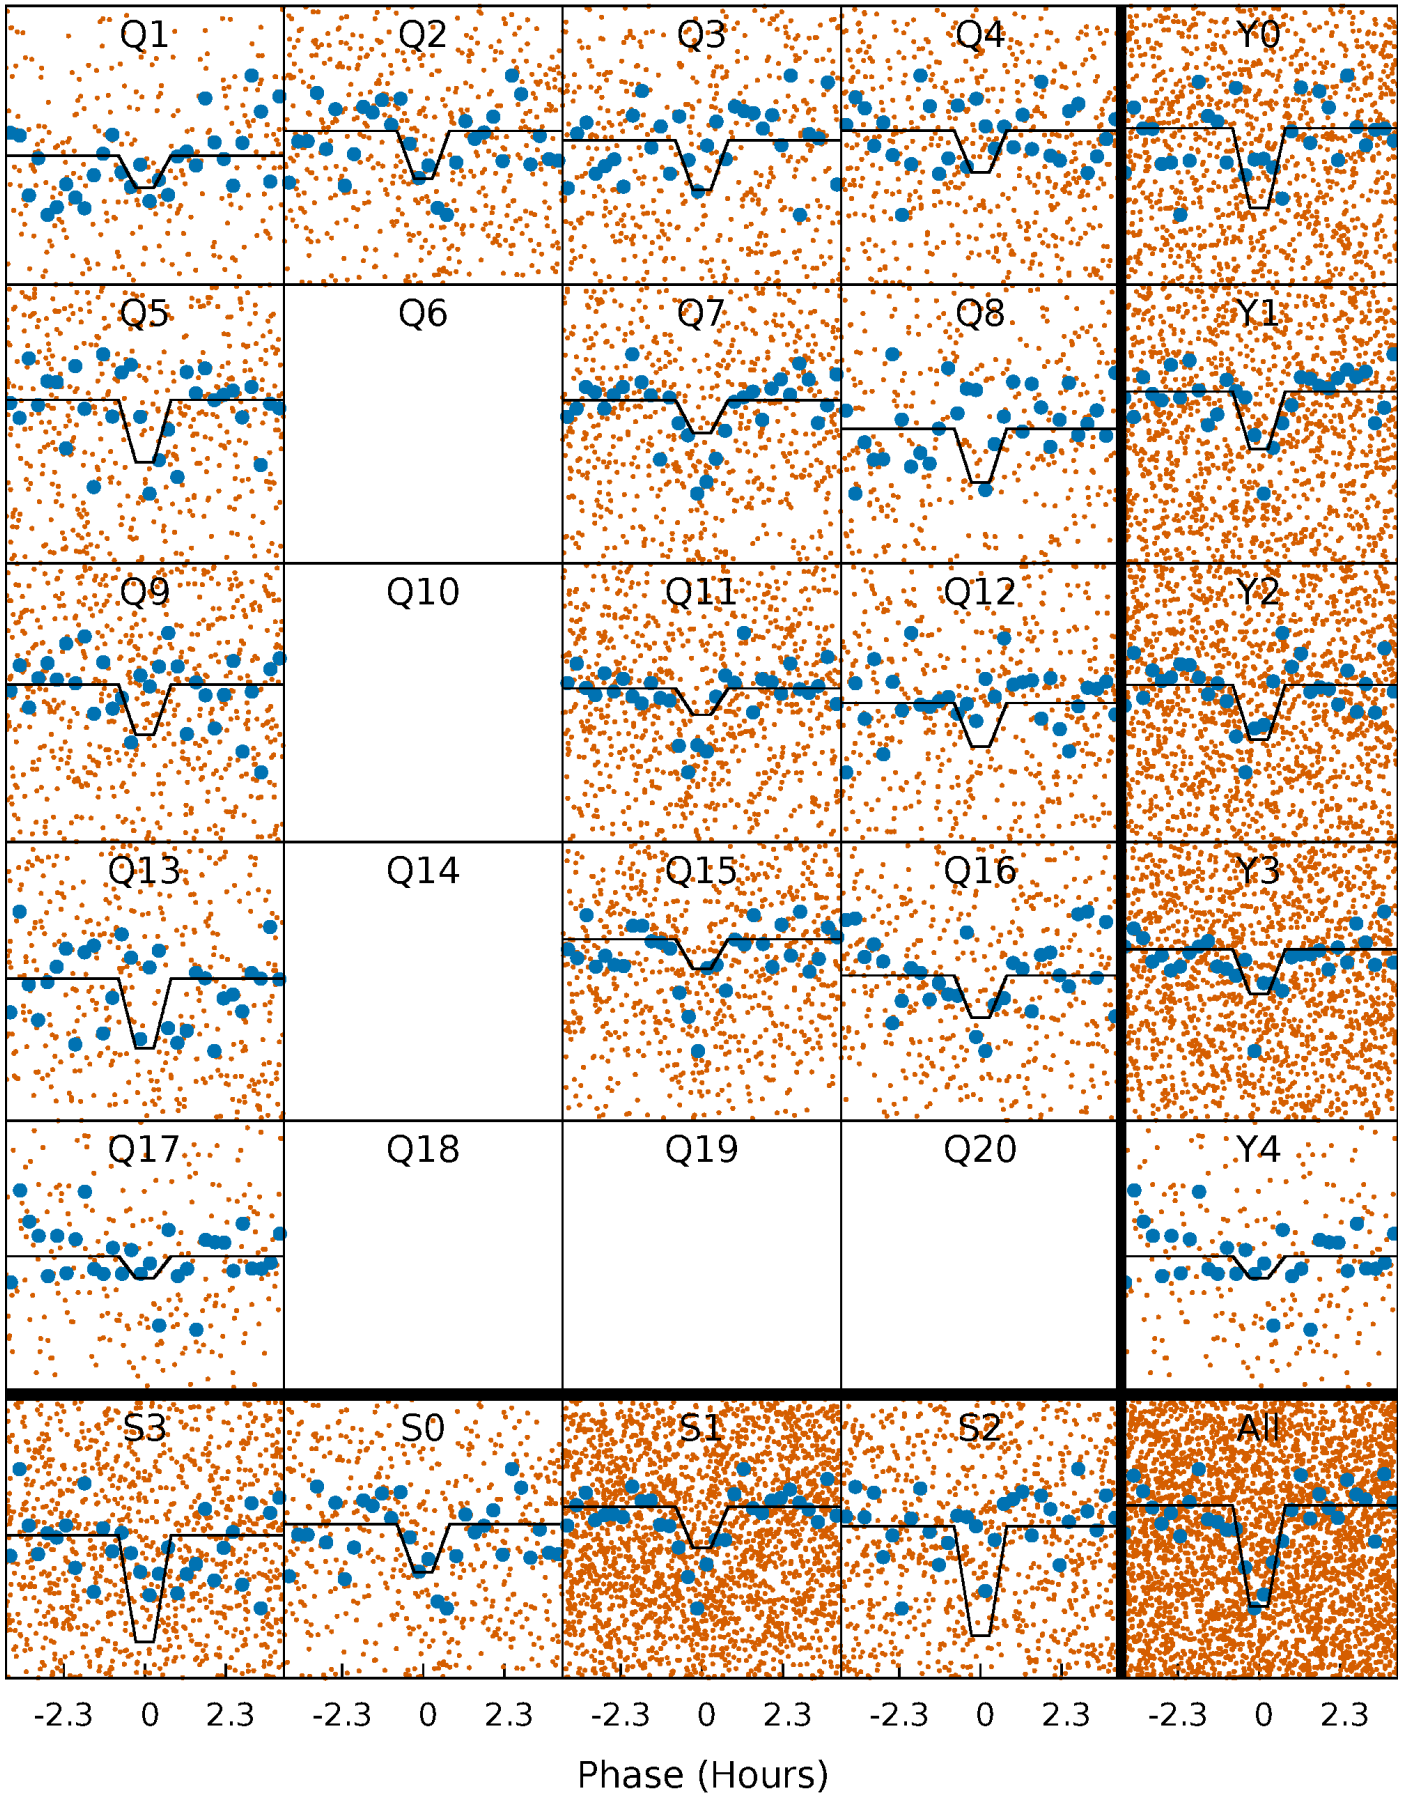 Q1 Q2 Q3 Q4 Y0
Q5 Q6 Q7 Q8 Y1
Q9 Q10 Q11 Q12 Y2
Q13 Q14 Q15 Q16 Y3
Q17 Q18 Q19 Q20 Y4
S3 S0 S1 S2 All
-2.3 0 2.3 -2.3 0 2.3 -2.3 0 2.3 -2.3 0 2.3 -2.3 0 2.3
Phase (Hours)